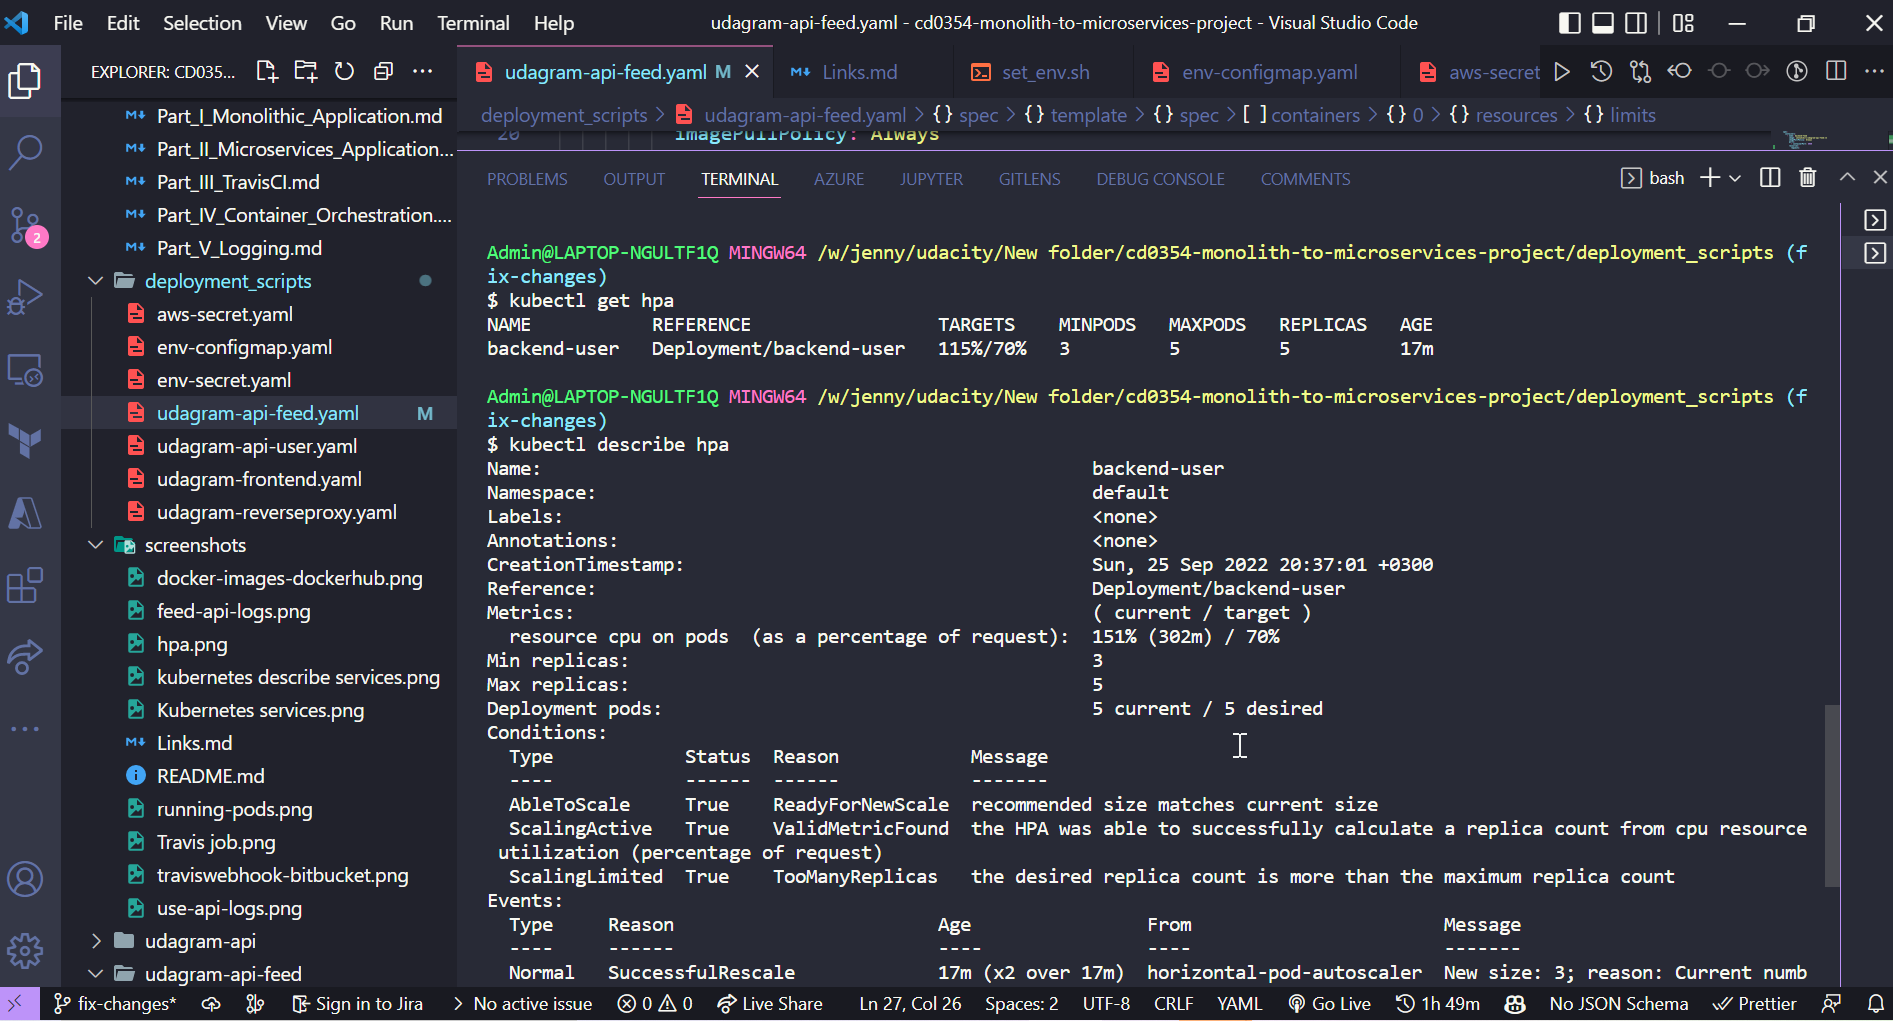 File Edit Selection View Go Run Terminal Help
udagram-api-feed.yaml - cd0354-monolith-to-microservices-project - Visual Studio Code
EXPLORER: CD035...
udagram-api-feed.yaml M
Links.md
set_env.sh
env-configmap.yaml
aws-secret
deployment_scripts > udagram-api-feed.yaml > {} spec > {} template > {} spec > [ ] containers > {} 0 > {} resources > {} limits
20 imagePullPolicy: Always
PROBLEMS OUTPUT TERMINAL AZURE JUPYTER GITLENS DEBUG CONSOLE COMMENTS
bash
Part_I_Monolithic_Application.md
Part_II_Microservices_Application...
Part_III_TravisCI.md
Part_IV_Container_Orchestration....
Part_V_Logging.md
deployment_scripts
aws-secret.yaml
env-configmap.yaml
env-secret.yaml
udagram-api-feed.yaml M
udagram-api-user.yaml
udagram-frontend.yaml
udagram-reverseproxy.yaml
screenshots
docker-images-dockerhub.png
feed-api-logs.png
hpa.png
kubernetes describe services.png
Kubernetes services.png
Links.md
README.md
running-pods.png
Travis job.png
traviswebhook-bitbucket.png
use-api-logs.png
udagram-api
udagram-api-feed
2
Admin@LAPTOP-NGULTF1Q MINGW64 /w/jenny/udacity/New folder/cd0354-monolith-to-microservices-project/deployment_scripts (f
ix-changes)
$ kubectl get hpa
NAME REFERENCE TARGETS MINPODS MAXPODS REPLICAS AGE
backend-user Deployment/backend-user 115%/70% 3 5 5 17m
Admin@LAPTOP-NGULTF1Q MINGW64 /w/jenny/udacity/New folder/cd0354-monolith-to-microservices-project/deployment_scripts (f
ix-changes)
$ kubectl describe hpa
Name: backend-user
Namespace: default
Labels: <none>
Annotations: <none>
CreationTimestamp: Sun, 25 Sep 2022 20:37:01 +0300
Reference: Deployment/backend-user
Metrics: ( current / target )
resource cpu on pods (as a percentage of request): 151% (302m) / 70%
Min replicas: 3
Max replicas: 5
Deployment pods: 5 current / 5 desired
Conditions:
Type Status Reason Message
---- ------ ------ -------
AbleToScale True ReadyForNewScale recommended size matches current size
ScalingActive True ValidMetricFound the HPA was able to successfully calculate a replica count from cpu resource
utilization (percentage of request)
ScalingLimited True TooManyReplicas the desired replica count is more than the maximum replica count
Events:
Type Reason Age From Message
---- ------ ---- ---- -------
Normal SuccessfulRescale 17m (x2 over 17m) horizontal-pod-autoscaler New size: 3; reason: Current numb
fix-changes* Sign in to Jira No active issue 0 0 Live Share Ln 27, Col 26 Spaces: 2 UTF-8 CRLF YAML Go Live 1h 49m No JSON Schema Prettier